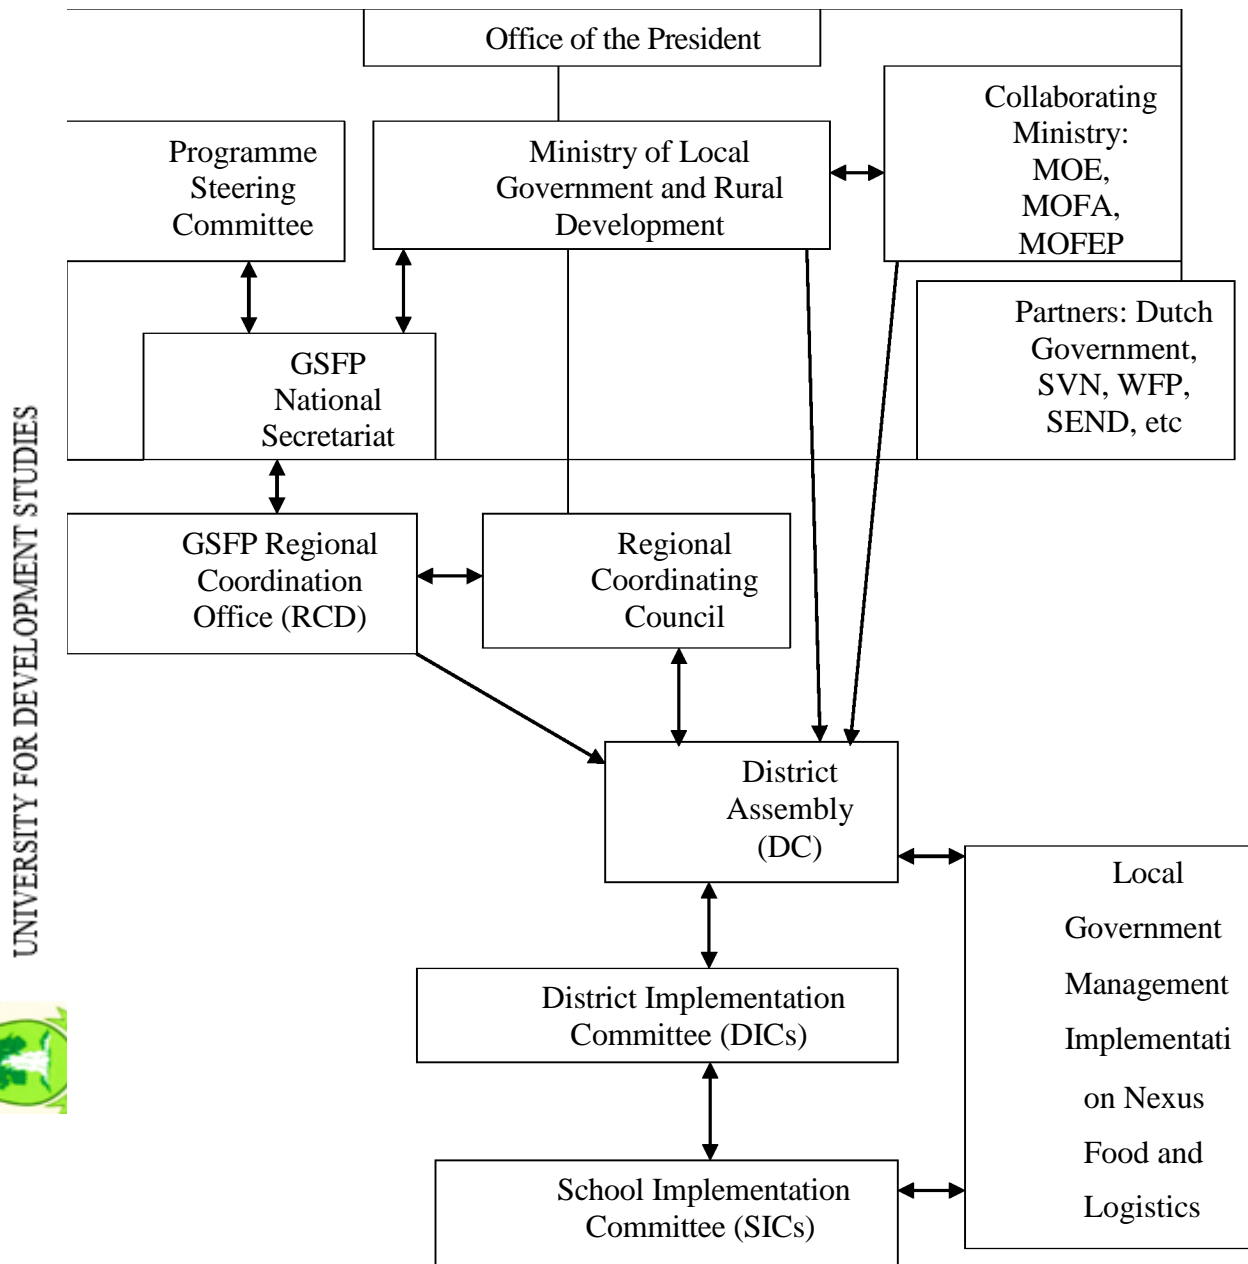 Office of the President
Programme
Steering
Committee
Ministry of Local
Government and Rural
Development
Collaborating
Ministry:
MOE,
MOFA,
MOFEP
Partners: Dutch
Government,
SVN, WFP,
SEND, etc
GSFP
National
Secretariat
GSFP Regional
Coordination
Office (RCD)
Regional
Coordinating
Council
District
Assembly
(DC)
Local
Government
Management
Implementati
on Nexus
Food and
Logistics
District Implementation
Committee (DICs)
School Implementation
Committee (SICs)
UNIVERSITY FOR DEVELOPMENT STUDIES